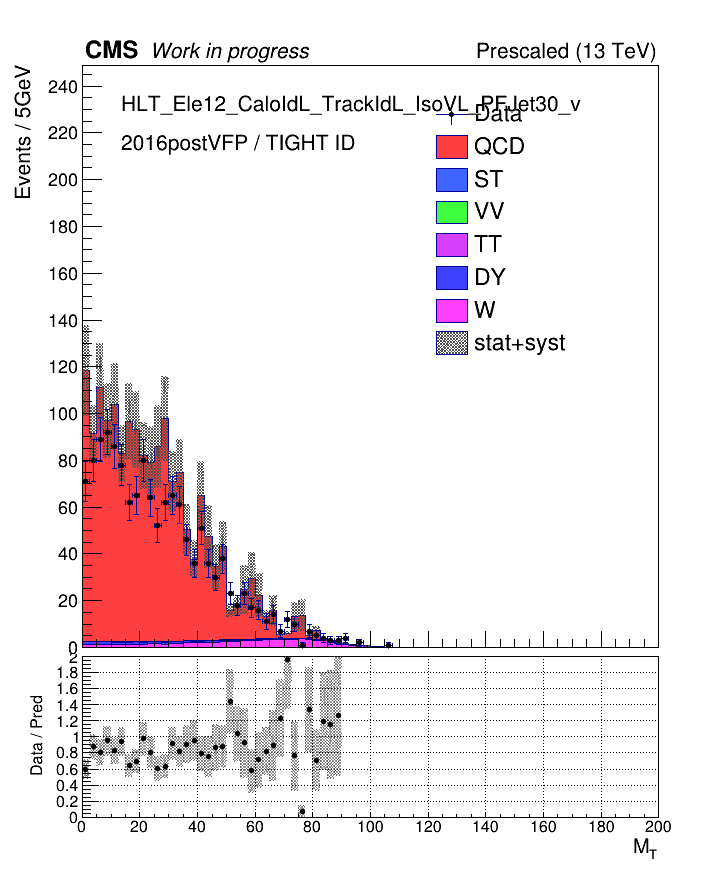 CMS Work in progress Prescaled (13 TeV)
Events / 5GeV
240
220
200
180
160
140
120
100
80
60
40
20
0
HLT_Ele12_CaloIdL_TrackIdL_IsoVL_PFJet30_v
2016postVFP / TIGHT ID
Data
QCD
ST
VV
TT
DY
W
stat+syst
Data / Pred
2
1.8
1.6
1.4
1.2
1
0.8
0.6
0.4
0.2
0
0 20 40 60 80 100 120 140 160 180 200
M_T